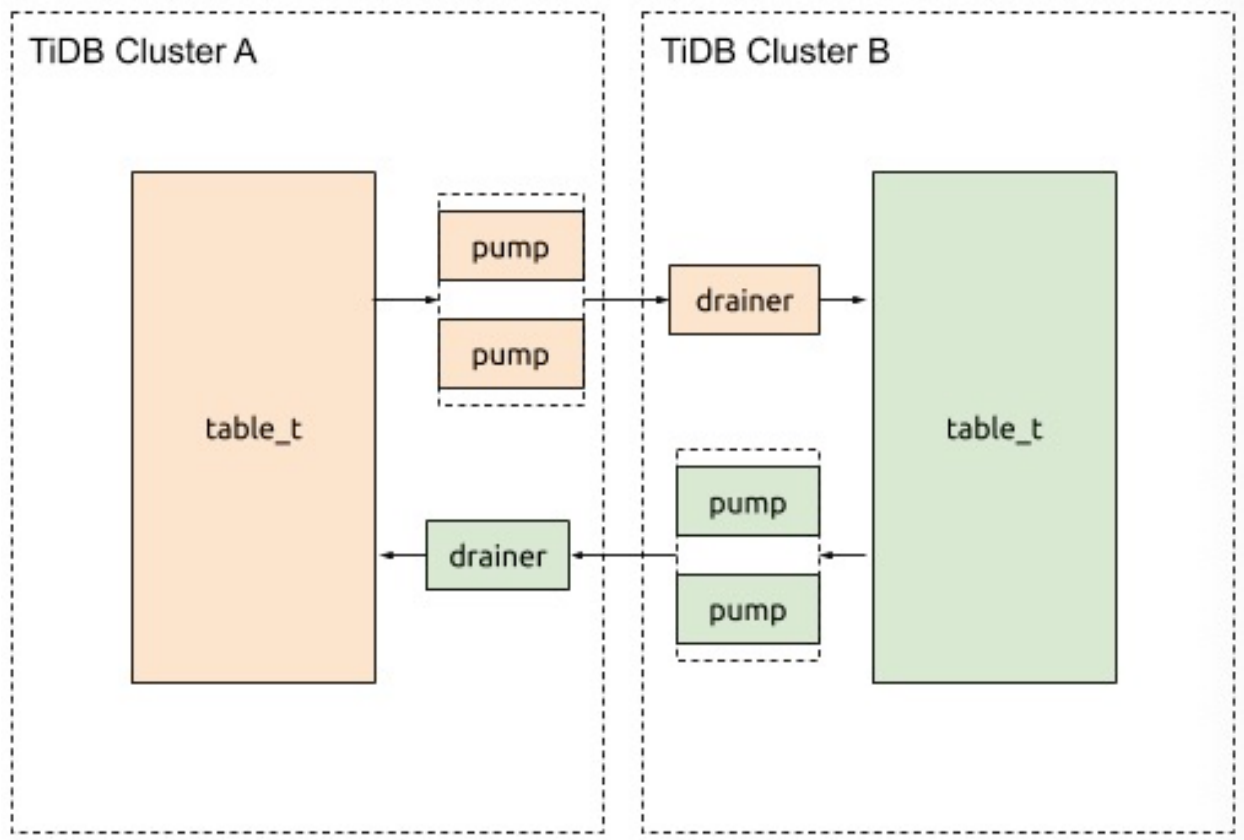 TiDB Cluster A
TiDB Cluster B
pump
pump
drainer
table_t
table_t
drainer
pump
pump